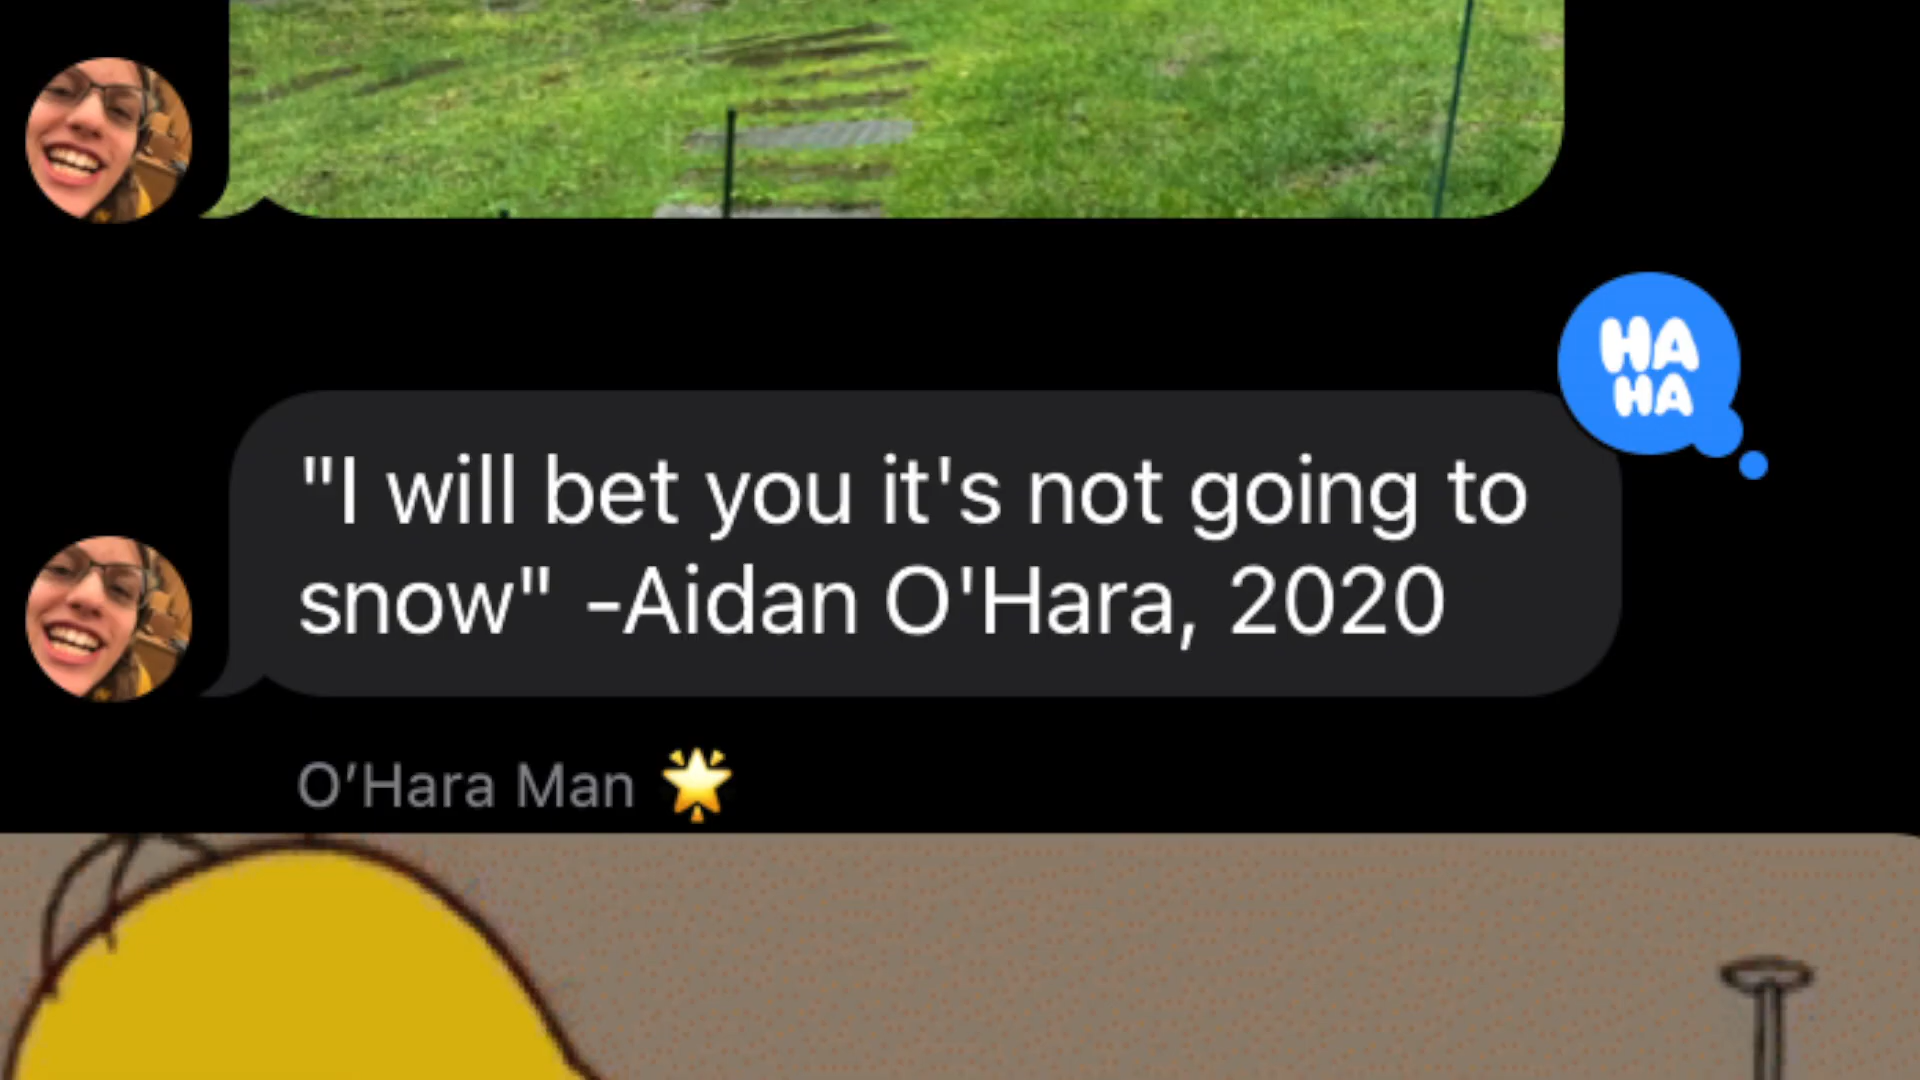 HA
HA
"I will bet you it's not going to
snow" -Aidan O'Hara, 2020
O’Hara Man 🌟